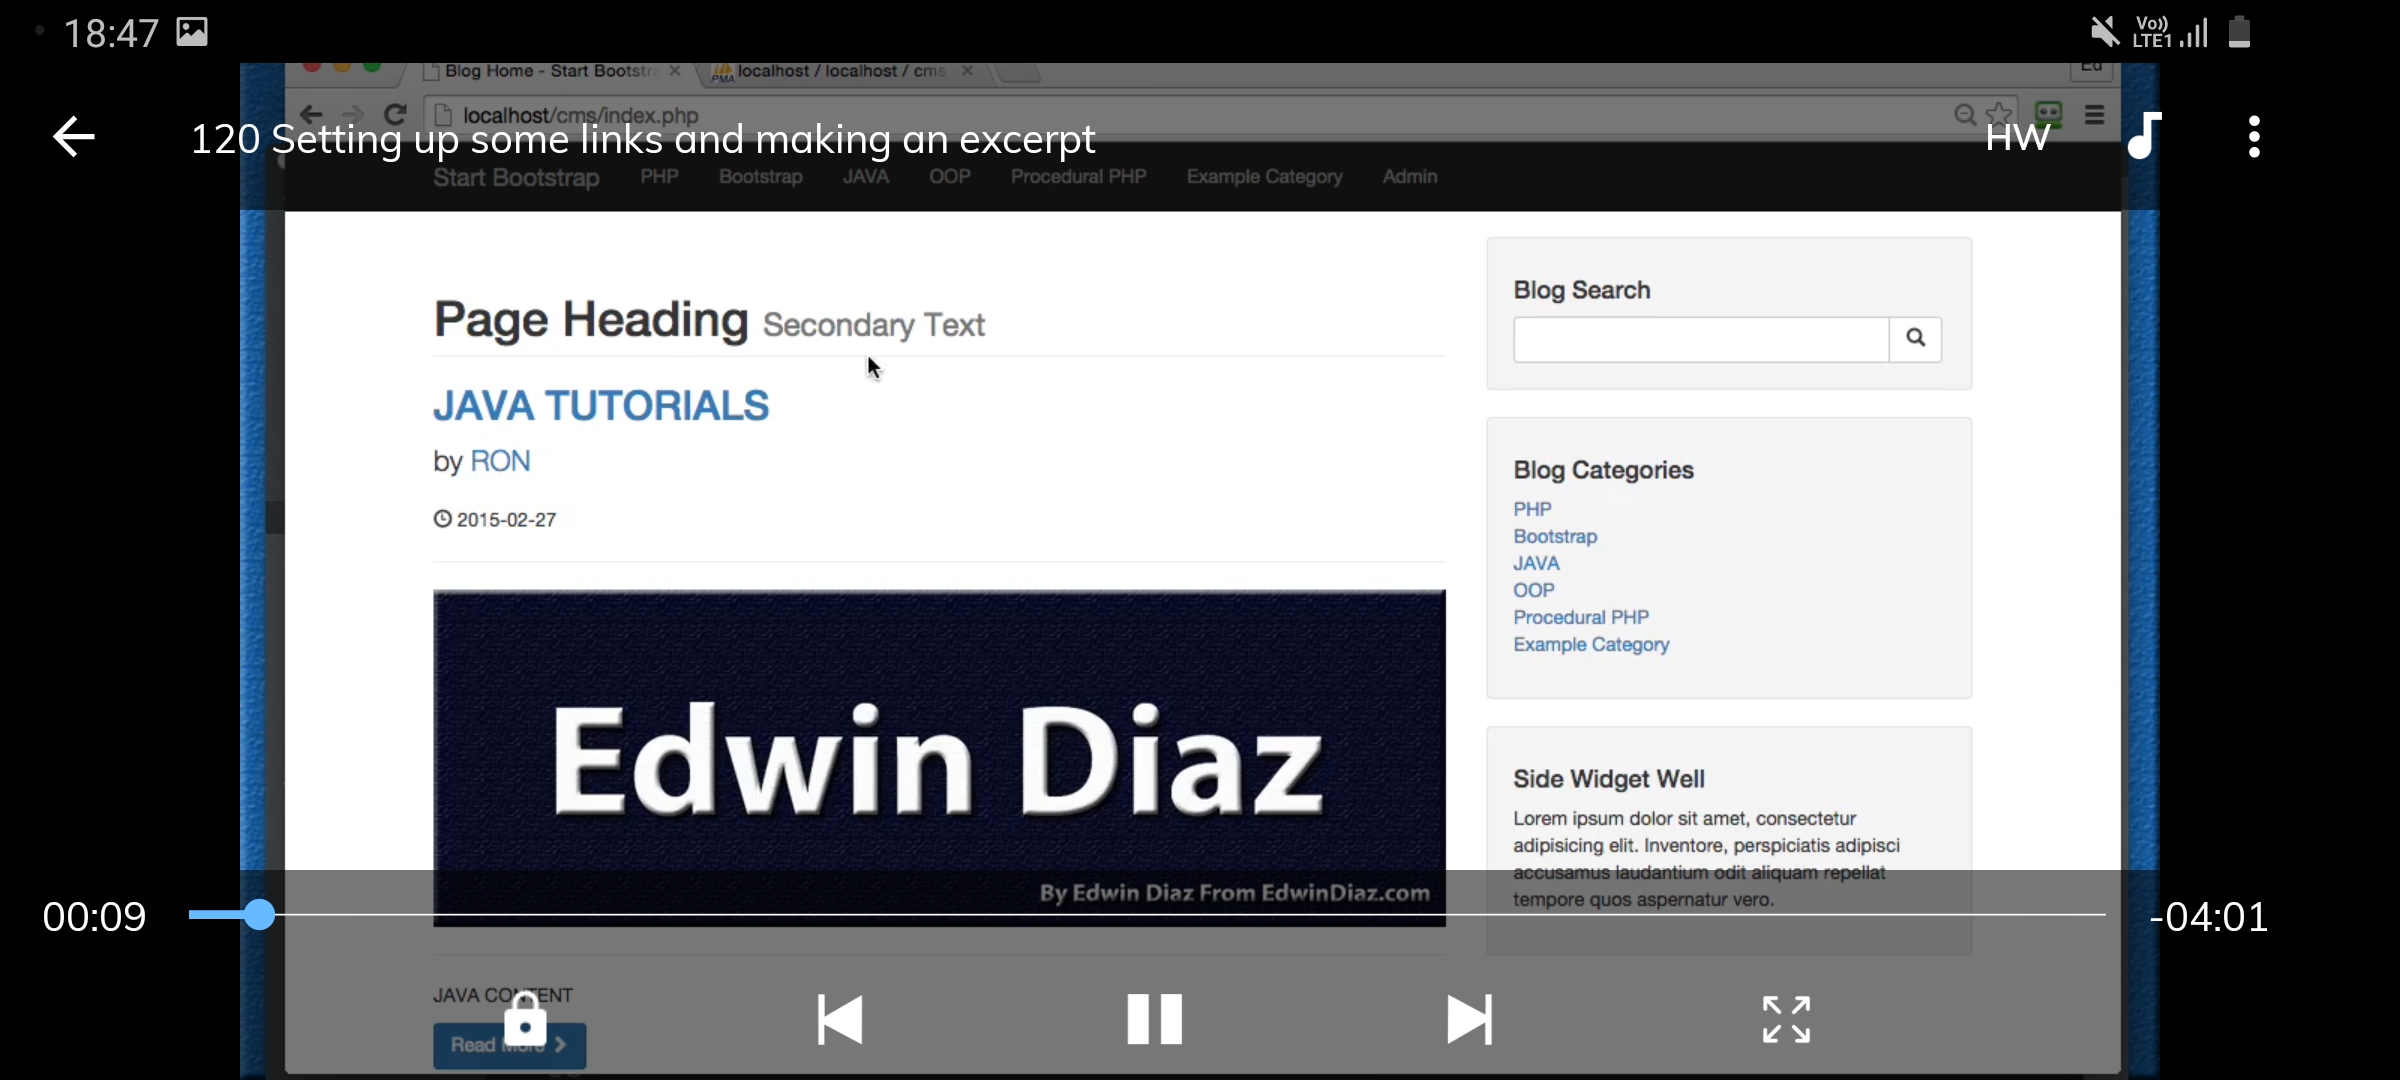 18:47
Vo))
LTE1
Blog Home - Start Bootstra
localhost / localhost / cms
Ed
localhost/cms/index.php
120 Setting up some links and making an excerpt
HW
Start Bootstrap PHP Bootstrap JAVA OOP Procedural PHP Example Category Admin
Page Heading Secondary Text
JAVA TUTORIALS
by RON
2015-02-27
Edwin Diaz
By Edwin Diaz From EdwinDiaz.com
JAVA CONTENT
Read More
Blog Search
Blog Categories
PHP
Bootstrap
JAVA
OOP
Procedural PHP
Example Category
Side Widget Well
Lorem ipsum dolor sit amet, consectetur
adipisicing elit. Inventore, perspiciatis adipisci
accusamus laudantium odit aliquam repellat
tempore quos aspernatur vero.
00:09
-04:01